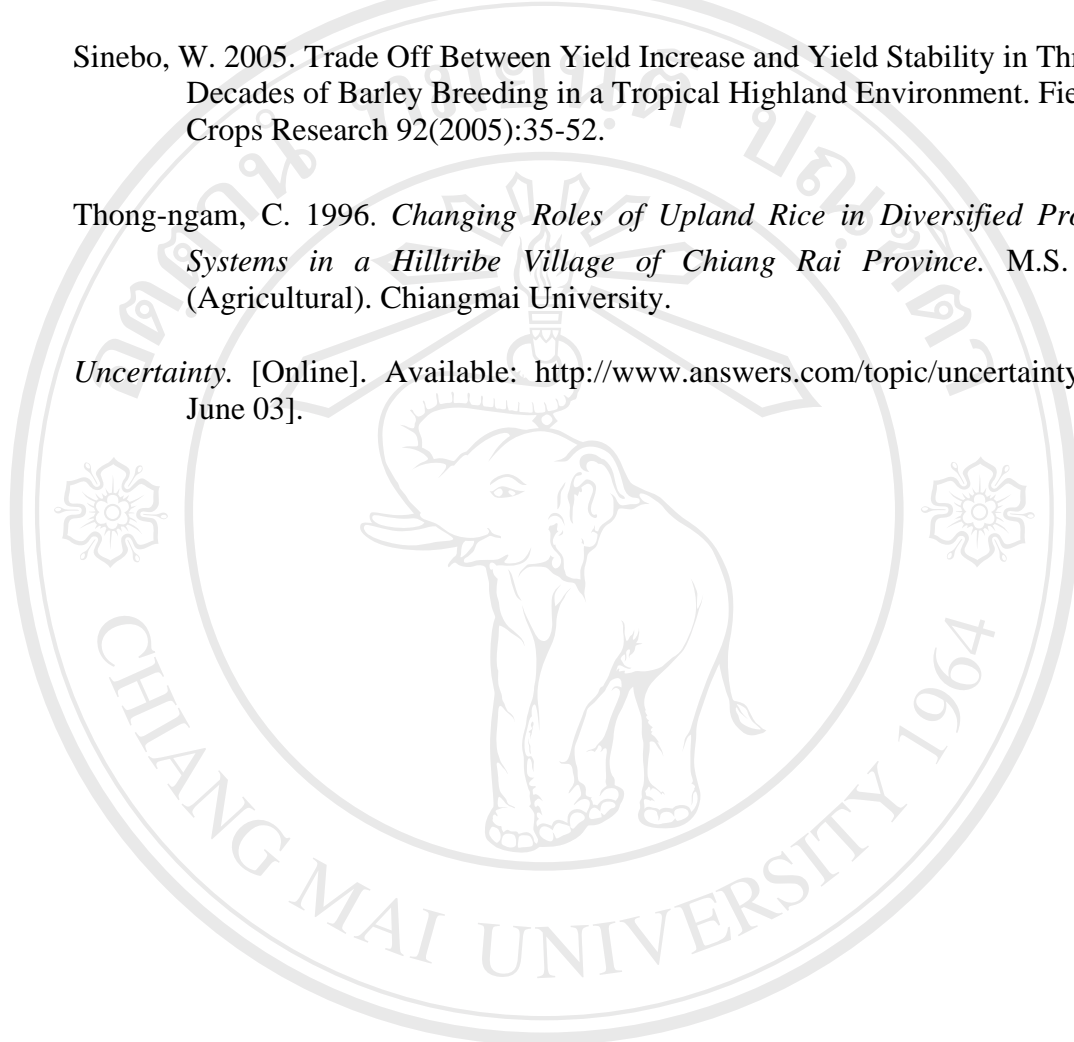 Sinebo, W. 2005. Trade Off Between Yield Increase and Yield Stability in
Decades of Barley Breeding in a Tropical Highland Environment.
Crops Research 92(2005):35-52.
Thong-ngam, C. 1996. Changing Roles of Upland Rice in Diversified
Systems in a Hilltribe Village of Chiang Rai Province. M.S.
(Agricultural). Chiangmai University.
Uncertainty. [Online]. Available: http://www.answers.com/topic/uncertainty
June 03].
CHIANG MAI UNIVERSITY 1964